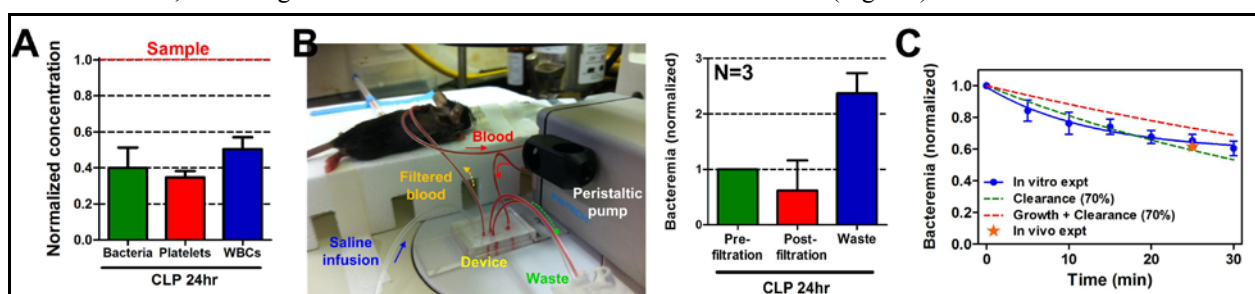 A
Sample
Normalized concentration
1.0
0.8
0.6
0.4
0.2
0.0
Bacteria Platelets WBCs
CLP 24hr
B
Blood
Filtered
blood
Peristaltic
pump
Saline
infusion
Device
Waste
N=3
Bacteremia (normalized)
3
2
1
0
Pre-
filtration
Post-
filtration
Waste
CLP 24hr
C
Bacteremia (normalized)
1.0
0.8
0.6
0.4
0.2
0.0
In vitro expt
Clearance (70%)
Growth + Clearance (70%)
In vivo expt
0 10 20 30
Time (min)